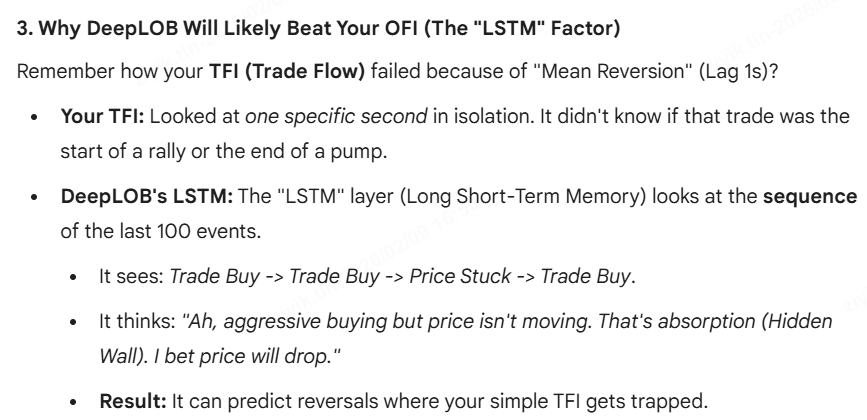 3. Why DeepLOB Will Likely Beat Your OFI (The "LSTM" Factor)
Remember how your TFI (Trade Flow) failed because of "Mean Reversion" (Lag 1s)?
• Your TFI: Looked at one specific second in isolation. It didn't know if that trade was the
start of a rally or the end of a pump.
• DeepLOB's LSTM: The "LSTM" layer (Long Short-Term Memory) looks at the sequence
of the last 100 events.
• It sees: Trade Buy -> Trade Buy -> Price Stuck -> Trade Buy.
• It thinks: "Ah, aggressive buying but price isn't moving. That's absorption (Hidden
Wall). I bet price will drop."
• Result: It can predict reversals where your simple TFI gets trapped.